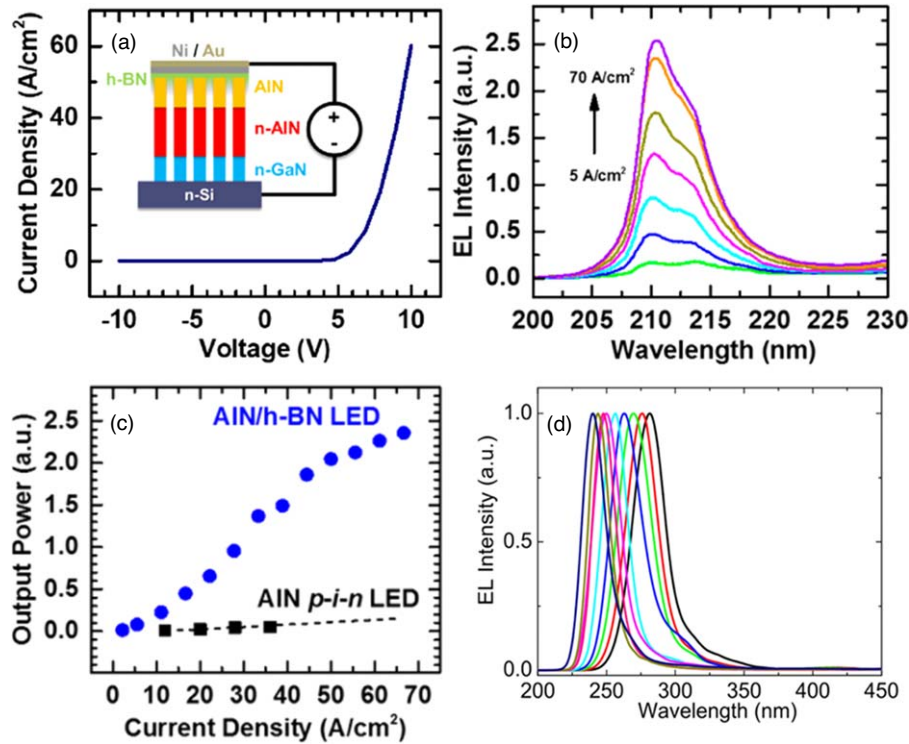 (a)
Current Density (A/cm²)
60
40
20
0
-10
-5
0
5
10
Voltage (V)
Ni / Au
h-BN
AlN
n-AlN
n-GaN
n-Si
+
-
(b)
EL Intensity (a.u.)
2.5
2.0
1.5
1.0
0.5
0.0
70 A/cm²
5 A/cm²
200 205 210 215 220 225 230
Wavelength (nm)
(c)
Output Power (a.u.)
2.5
2.0
1.5
1.0
0.5
0.0
AlN/h-BN LED
AlN p-i-n LED
0 10 20 30 40 50 60 70
Current Density (A/cm²)
(d)
EL Intensity (a.u.)
1.0
0.5
0.0
200 250 300 350 400 450
Wavelength (nm)